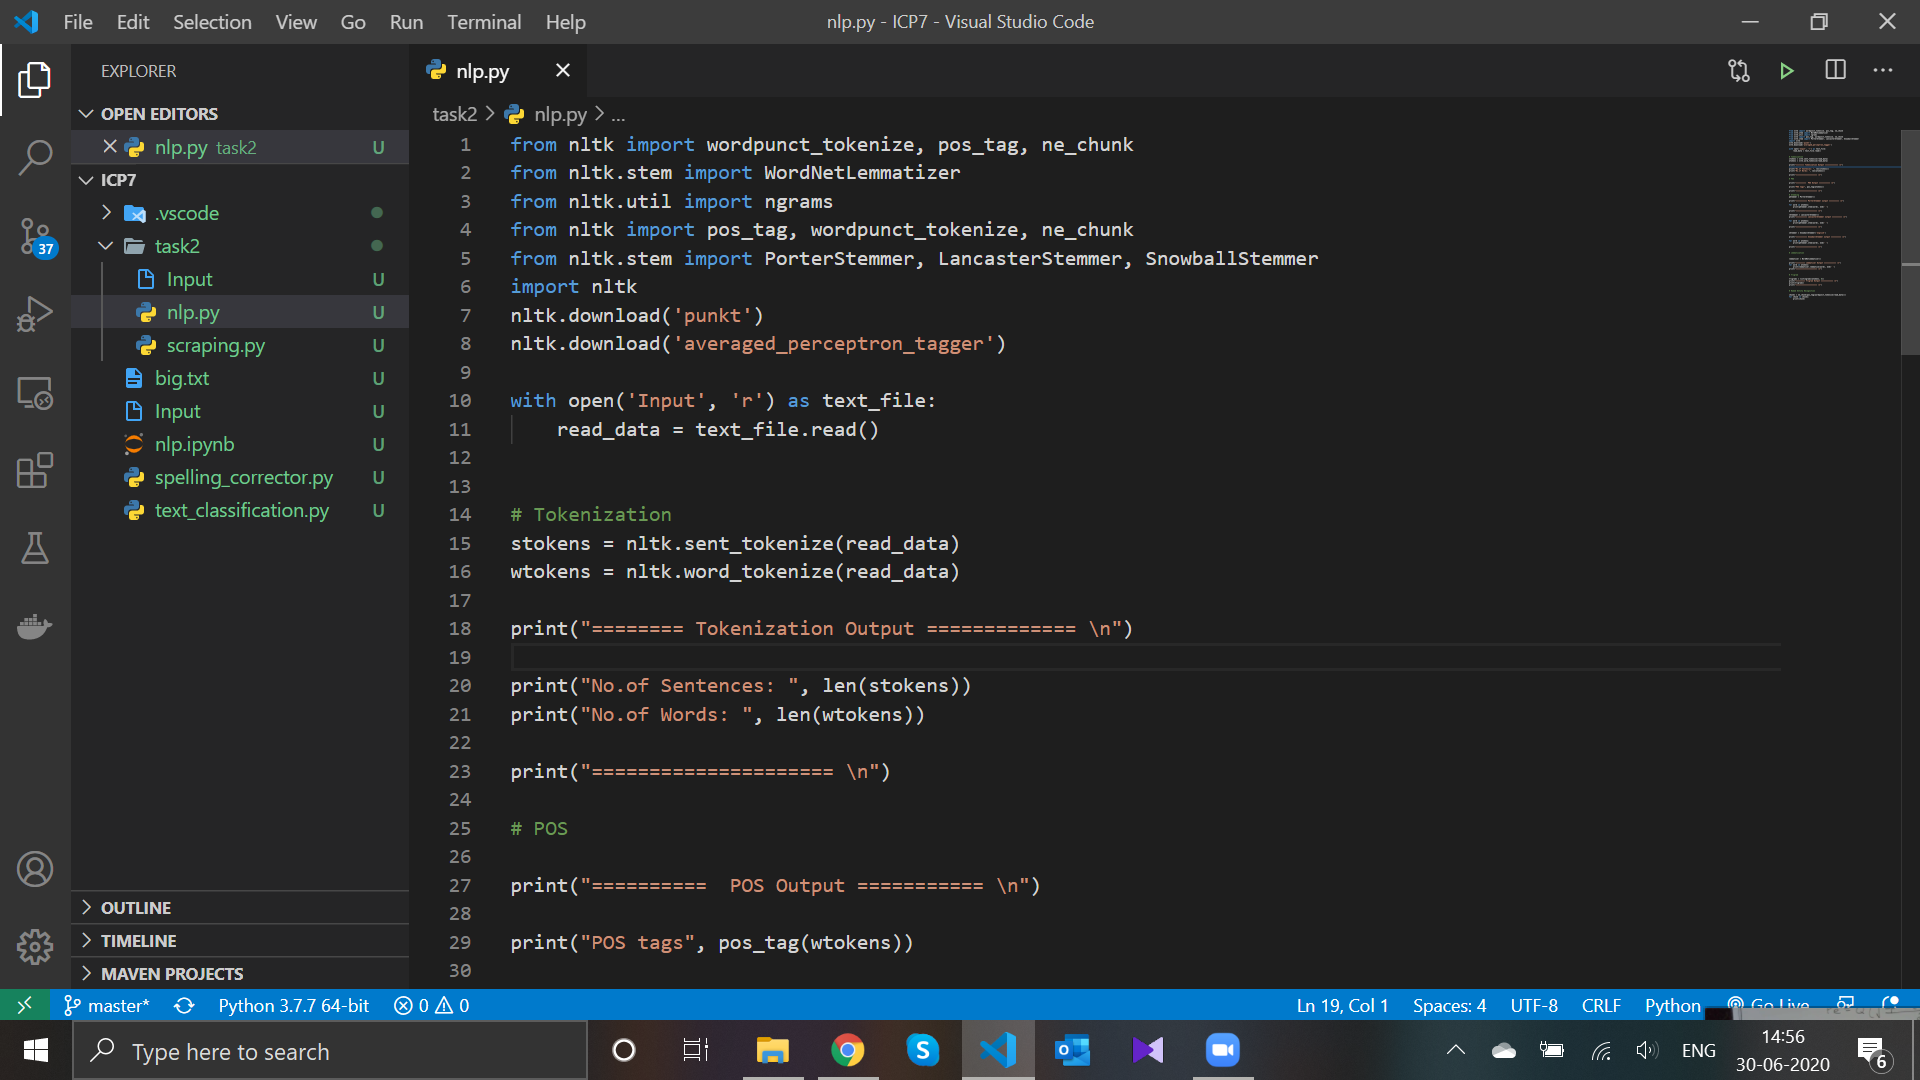 File Edit Selection View Go Run Terminal Help
nlp.py - ICP7 - Visual Studio Code
EXPLORER
OPEN EDITORS
nlp.py task2 U
ICP7
.vscode
task2
Input U
nlp.py U
scraping.py U
big.txt U
Input U
nlp.ipynb U
spelling_corrector.py U
text_classification.py U
OUTLINE
TIMELINE
MAVEN PROJECTS
37
nlp.py
task2 > nlp.py > ...
1 from nltk import wordpunct_tokenize, pos_tag, ne_chunk
2 from nltk.stem import WordNetLemmatizer
3 from nltk.util import ngrams
4 from nltk import pos_tag, wordpunct_tokenize, ne_chunk
5 from nltk.stem import PorterStemmer, LancasterStemmer, SnowballStemmer
6 import nltk
7 nltk.download('punkt')
8 nltk.download('averaged_perceptron_tagger')
9
10 with open('Input', 'r') as text_file:
11     read_data = text_file.read()
12
13
14 # Tokenization
15 stokens = nltk.sent_tokenize(read_data)
16 wtokens = nltk.word_tokenize(read_data)
17
18 print("======== Tokenization Output ============= \n")
19
20 print("No.of Sentences: ", len(stokens))
21 print("No.of Words: ", len(wtokens))
22
23 print("===================== \n")
24
25 # POS
26
27 print("==========  POS Output =========== \n")
28
29 print("POS tags", pos_tag(wtokens))
30
master* Python 3.7.7 64-bit 0 0 Ln 19, Col 1 Spaces: 4 UTF-8 CRLF Python Go Live
Type here to search
ENG
14:56
30-06-2020
6